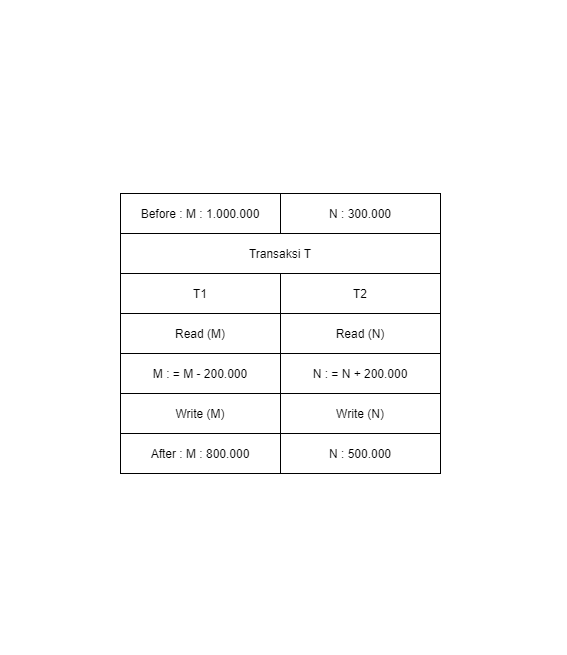 Before : M : 1.000.000
N : 300.000
Transaksi T
T1
T2
Read (M)
Read (N)
M : = M - 200.000
N : = N + 200.000
Write (M)
Write (N)
After : M : 800.000
N : 500.000